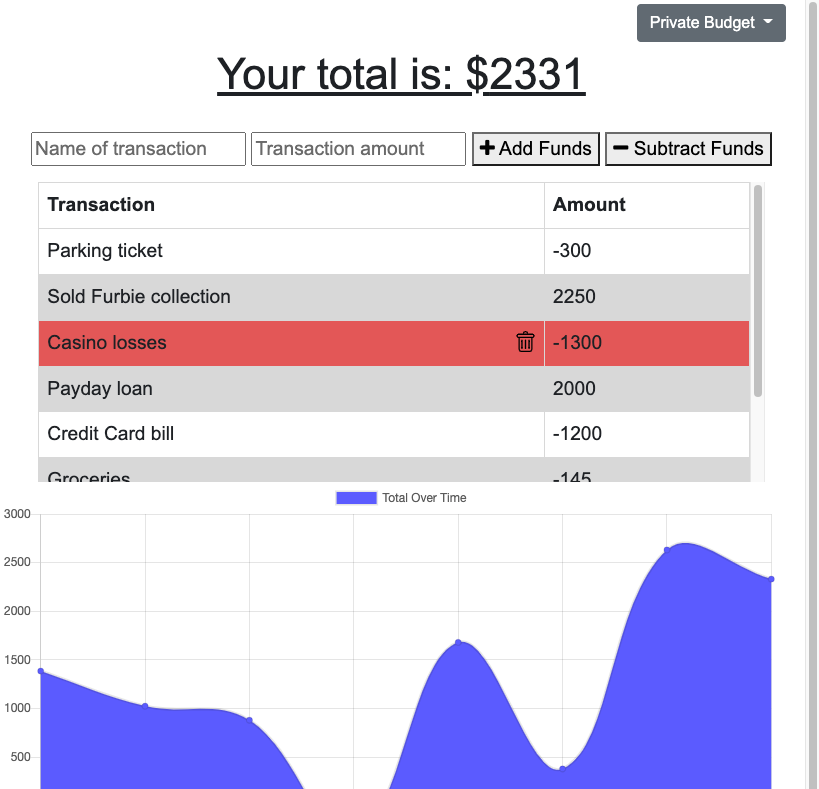 Private Budget
Your total is: $2331
Name of transaction Transaction amount Add Funds Subtract Funds
Transaction Amount
Parking ticket -300
Sold Furbie collection 2250
Casino losses -1300
Payday loan 2000
Credit Card bill -1200
Groceries -145
Total Over Time
3000
2500
2000
1500
1000
500